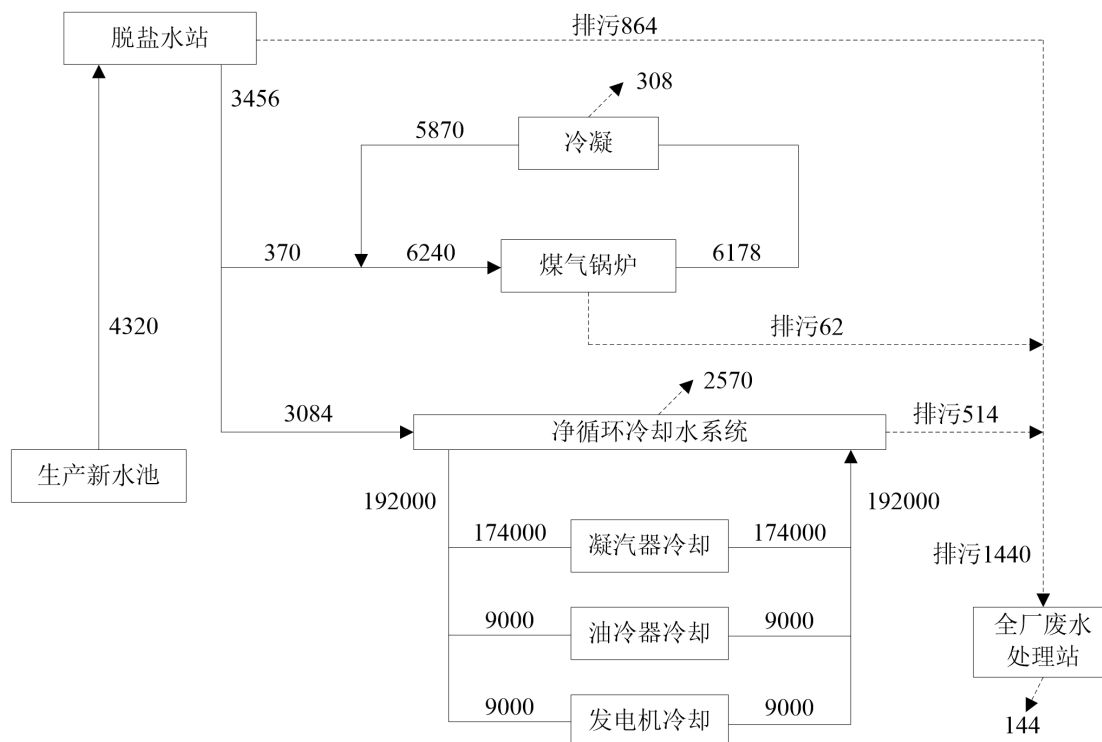 排污864
脱盐水站
308
3456
5870
冷凝
370
6240
煤气锅炉
6178
4320
排污62
2570
3084
净循环冷却水系统
排污514
生产新水池
192000
192000
174000
凝汽器冷却
174000
排污1440
9000
油冷器冷却
9000
全厂废水
处理站
9000
发电机冷却
9000
144